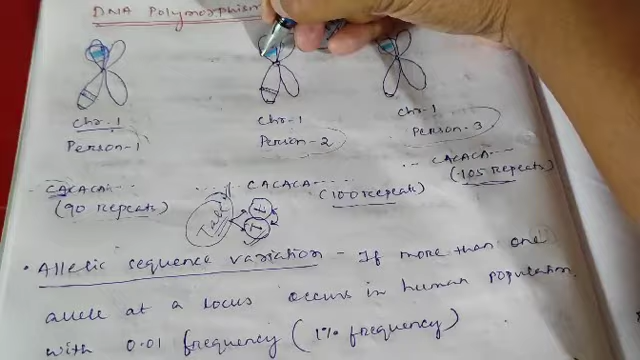 DNA Polymorphism
Chr.1
Person-1
Chr-1
Person-2
Chr-1
Person-3
CACACA...
(90 Repeats)
... CACACA.....
(100 Repeats)
... CACACA...
(105 Repeats)
• Allelic sequence variation - If more than one
allele at a locus occurs in human population
with 0.01 frequency (1% frequency)